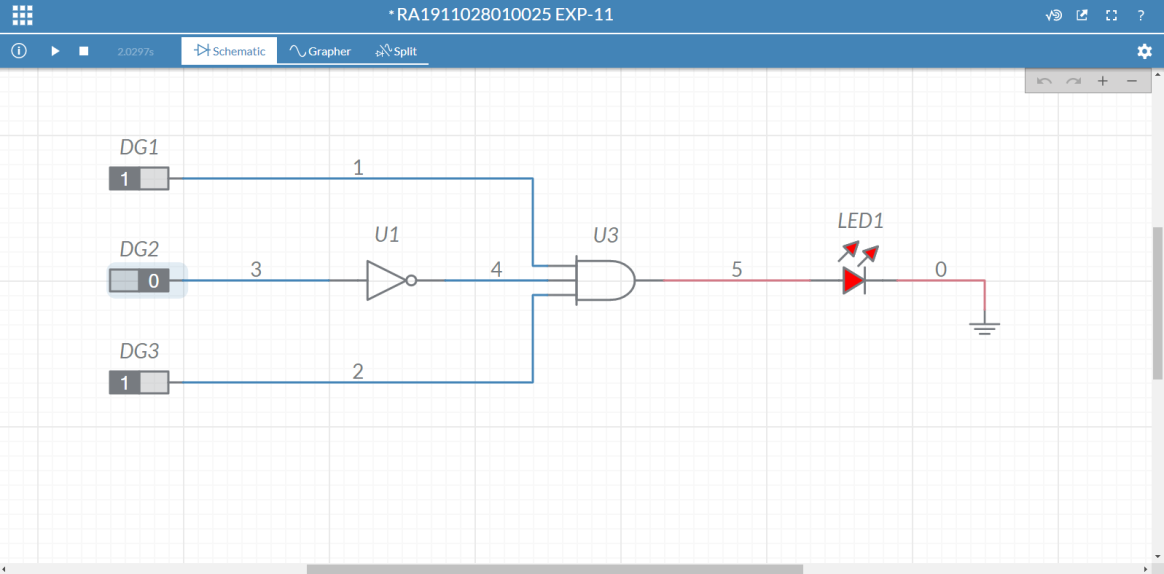 *RA1911028010025 EXP-11
?
2.0297s
Schematic
Grapher
Split
DG1
1
1
DG2
0
3
U1
4
U3
5
LED1
0
DG3
1
2